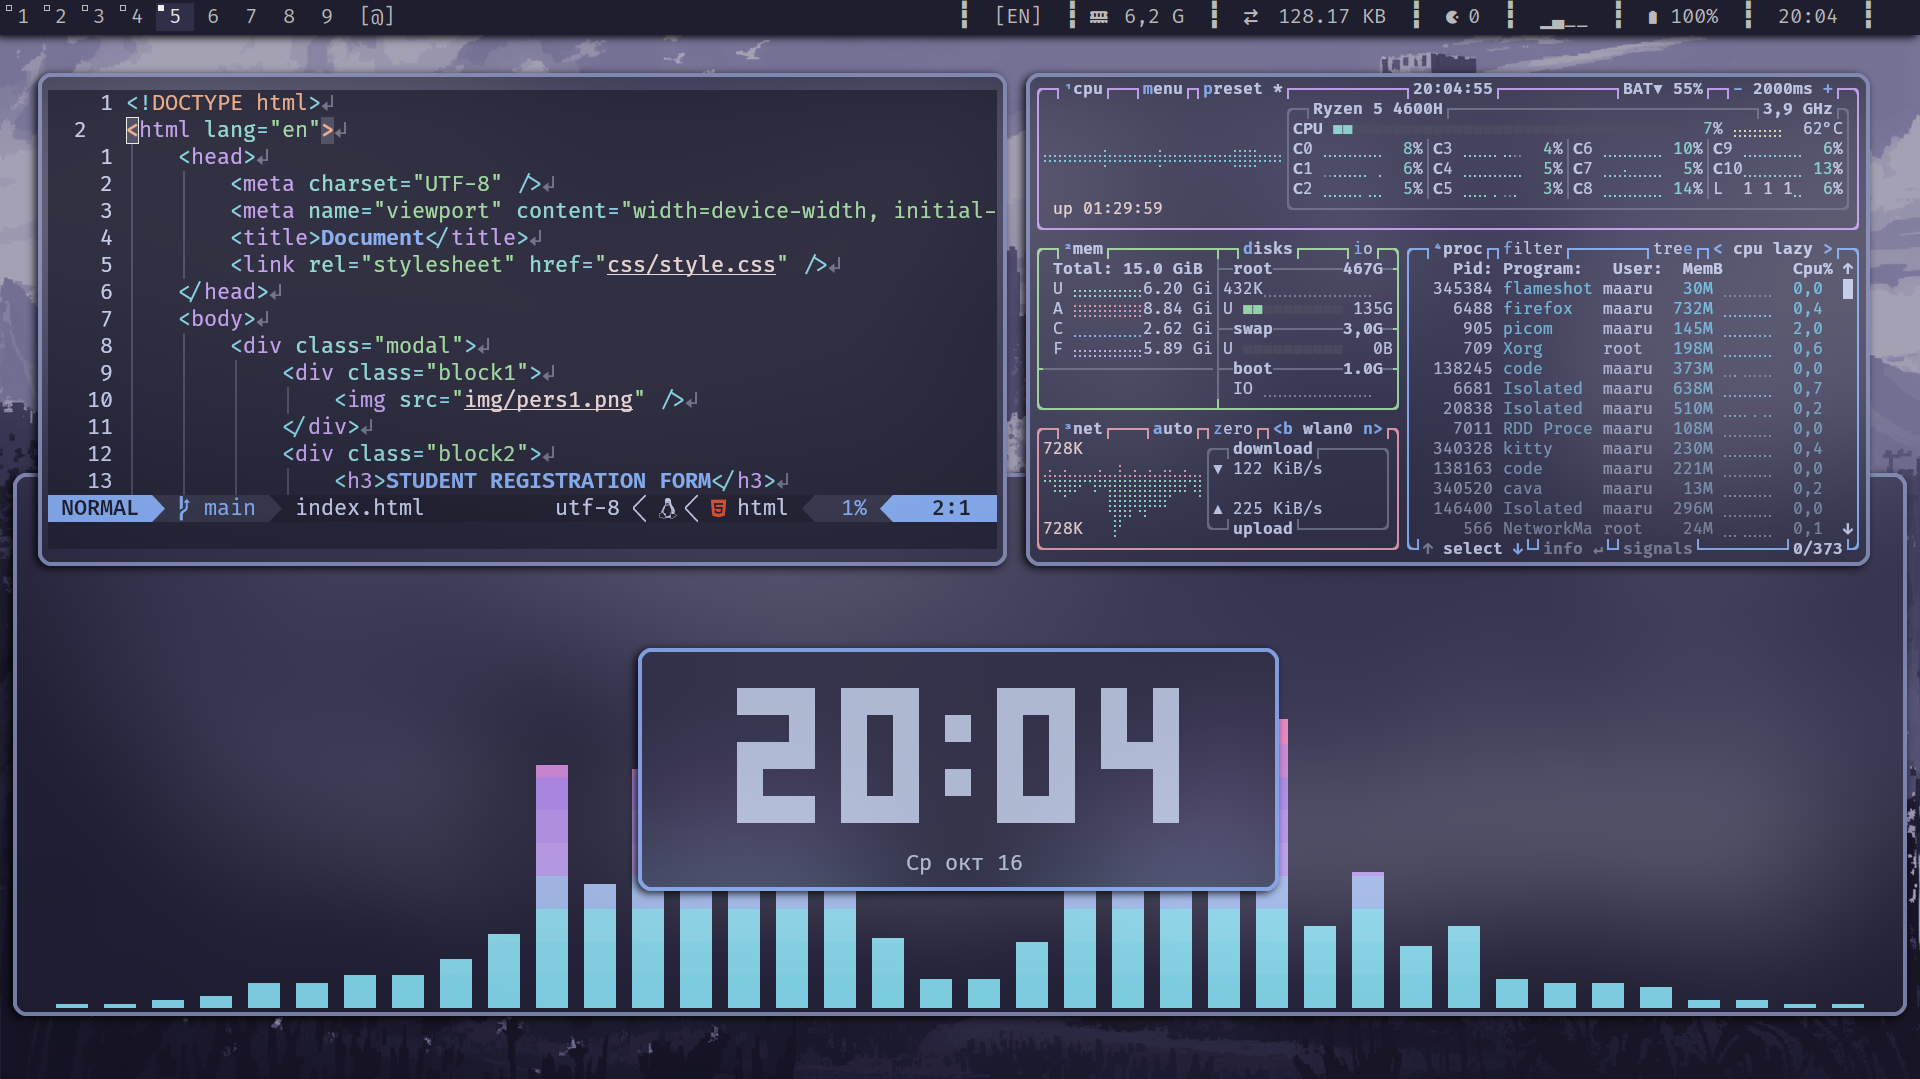 1 2 3 4 5 6 7 8 9 [@] [EN] 6,2 G 128.17 KB 0 100% 20:04
1 <!DOCTYPE html>
2 <html lang="en">
1 <head>
2 <meta charset="UTF-8" />
3 <meta name="viewport" content="width=device-width, initial-
4 <title>Document</title>
5 <link rel="stylesheet" href="css/style.css" />
6 </head>
7 <body>
8 <div class="modal">
9 <div class="block1">
10 <img src="img/pers1.png" />
11 </div>
12 <div class="block2">
13 <h3>STUDENT REGISTRATION FORM</h3>
NORMAL main index.html utf-8 html 1% 2:1
¹cpu menu preset * 20:04:55 BAT▼ 55% - 2000ms +
Ryzen 5 4600H 3,9 GHz
CPU 7% 62°C
C0 8% C3 4% C6 10% C9 6%
C1 6% C4 5% C7 5% C10 13%
C2 5% C5 3% C8 14% L 1 1 1 6%
up 01:29:59
²mem disks io
Total: 15.0 GiB root 467G
U 6.20 Gi 432K
A 8.84 Gi U 135G
C 2.62 Gi swap 3,0G
F 5.89 Gi U 0B
boot 1.0G
IO
³net auto zero <b wlan0 n>
728K download
▼ 122 KiB/s
▲ 225 KiB/s
728K upload
⁴proc filter tree < cpu lazy >
Pid: Program: User: MemB Cpu% ↑
345384 flameshot maaru 30M 0,0
6488 firefox maaru 732M 0,4
905 picom maaru 145M 2,0
709 Xorg root 198M 0,6
138245 code maaru 373M 0,0
6681 Isolated maaru 638M 0,7
20838 Isolated maaru 510M 0,2
7011 RDD Proce maaru 108M 0,0
340328 kitty maaru 230M 0,4
138163 code maaru 221M 0,0
340520 cava maaru 13M 0,2
146400 Isolated maaru 296M 0,0
566 NetworkMa root 24M 0,1 ↓
↑ select ↓ info ↵ signals 0/373
20:04
Ср окт 16